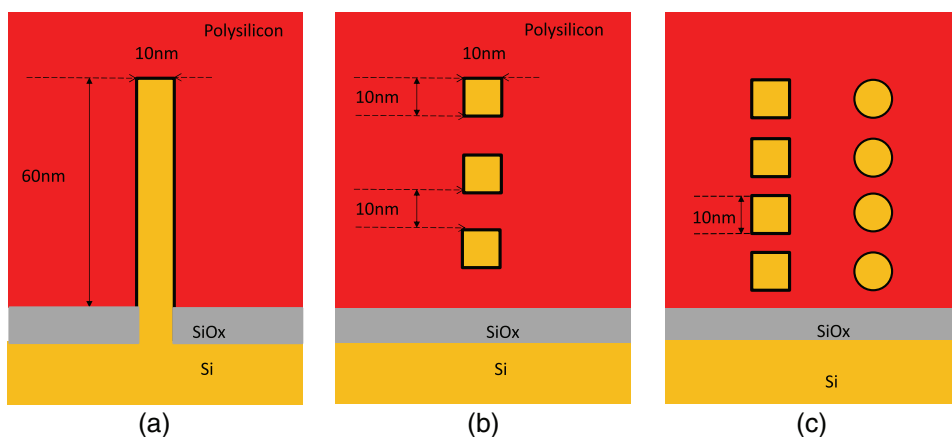 Polysilicon
10nm
60nm
SiOx
Si
(a)
Polysilicon
10nm
10nm
10nm
SiOx
Si
(b)
10nm
SiOx
Si
(c)